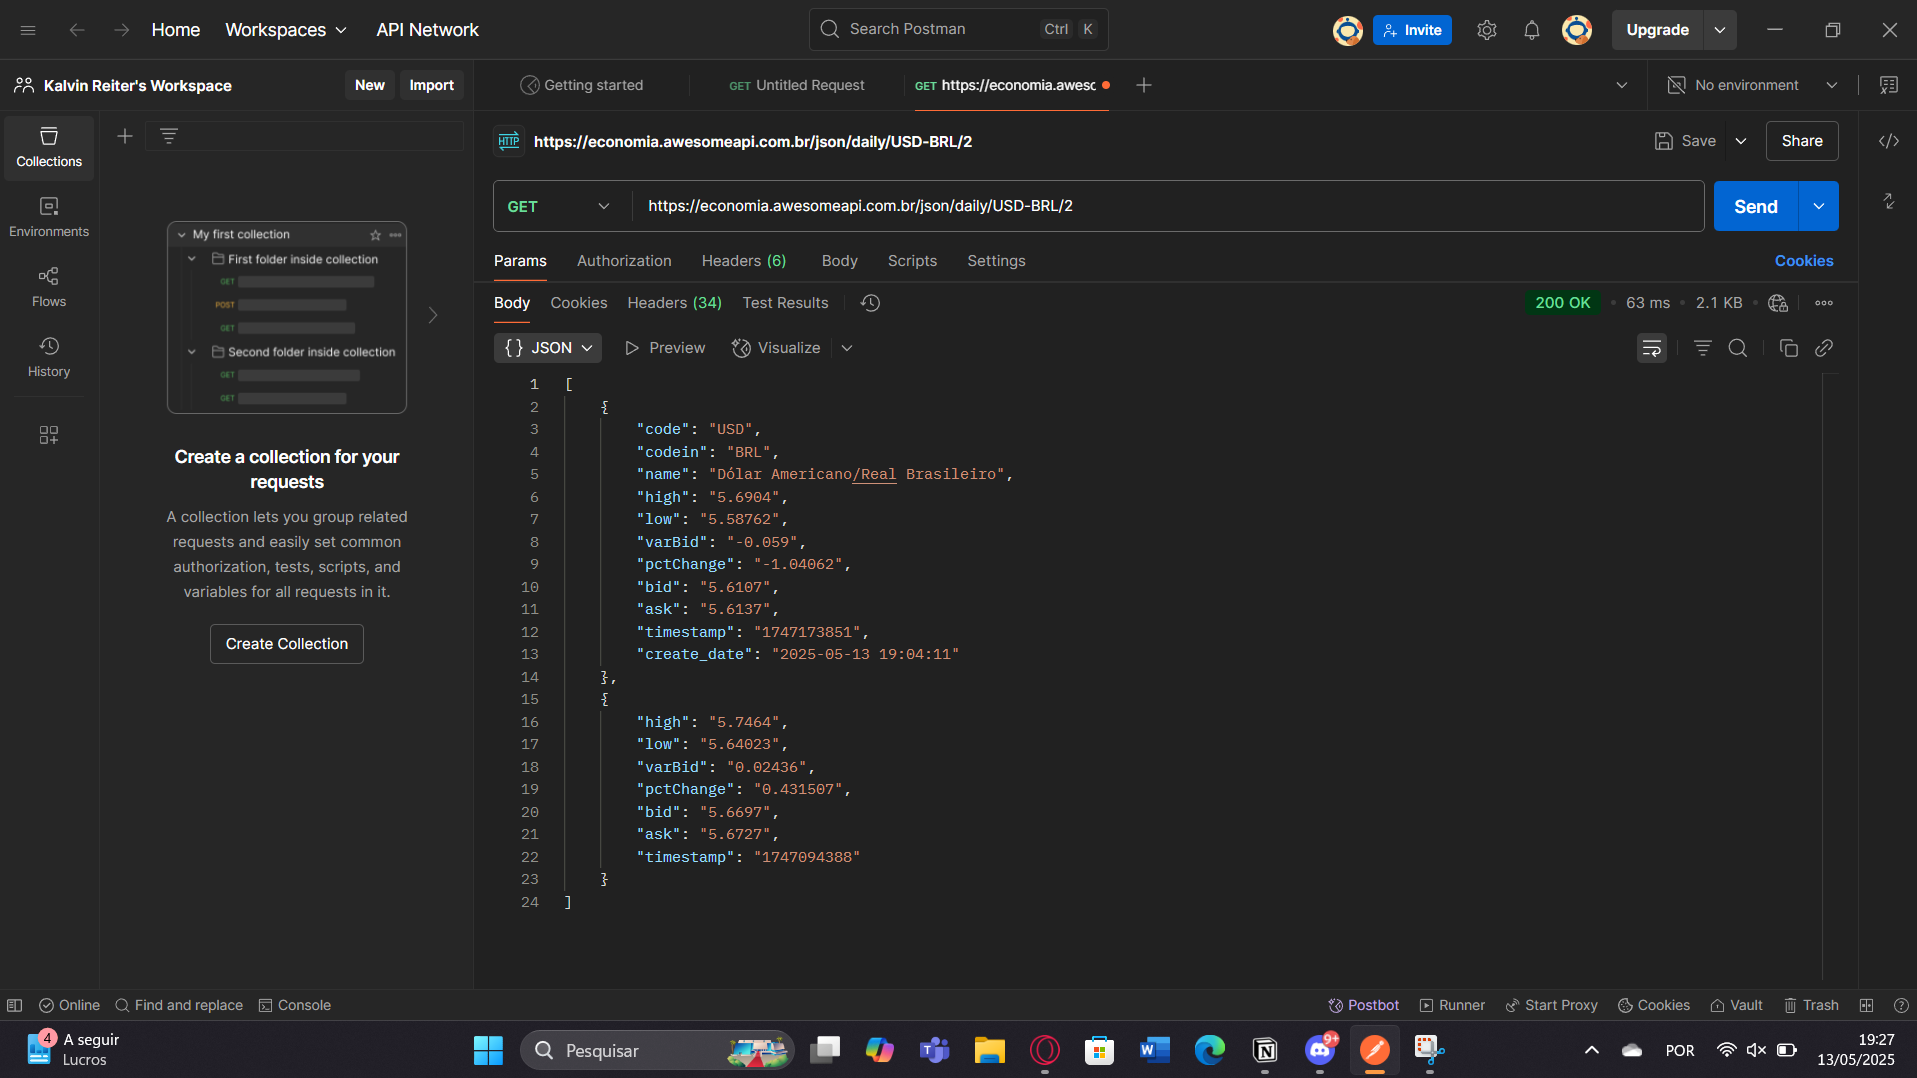 Home
Workspaces
API Network
Search Postman
Ctrl K
Invite
Upgrade
Kalvin Reiter's Workspace
New
Import
Getting started
GET Untitled Request
GET https://economia.awesc
No environment
Collections
Environments
Flows
History
My first collection
First folder inside collection
GET
POST
GET
Second folder inside collection
GET
GET
Create a collection for your
requests
A collection lets you group related
requests and easily set common
authorization, tests, scripts, and
variables for all requests in it.
Create Collection
HTTP
https://economia.awesomeapi.com.br/json/daily/USD-BRL/2
Save
Share
GET
https://economia.awesomeapi.com.br/json/daily/USD-BRL/2
Send
Params
Authorization
Headers (6)
Body
Scripts
Settings
Cookies
Body
Cookies
Headers (34)
Test Results
200 OK
63 ms
2.1 KB
{} JSON
Preview
Visualize
1 [
2 {
3 "code": "USD",
4 "codein": "BRL",
5 "name": "Dólar Americano/Real Brasileiro",
6 "high": "5.6904",
7 "low": "5.58762",
8 "varBid": "-0.059",
9 "pctChange": "-1.04062",
10 "bid": "5.6107",
11 "ask": "5.6137",
12 "timestamp": "1747173851",
13 "create_date": "2025-05-13 19:04:11"
14 },
15 {
16 "high": "5.7464",
17 "low": "5.64023",
18 "varBid": "0.02436",
19 "pctChange": "0.431507",
20 "bid": "5.6697",
21 "ask": "5.6727",
22 "timestamp": "1747094388"
23 }
24 ]
Online
Find and replace
Console
Postbot
Runner
Start Proxy
Cookies
Vault
Trash
4
A seguir
Lucros
Pesquisar
9+
POR
19:27
13/05/2025